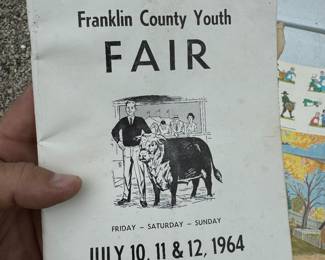 Franklin County Youth
FAIR
FRIDAY – SATURDAY – SUNDAY
JULY 10, 11 & 12, 1964